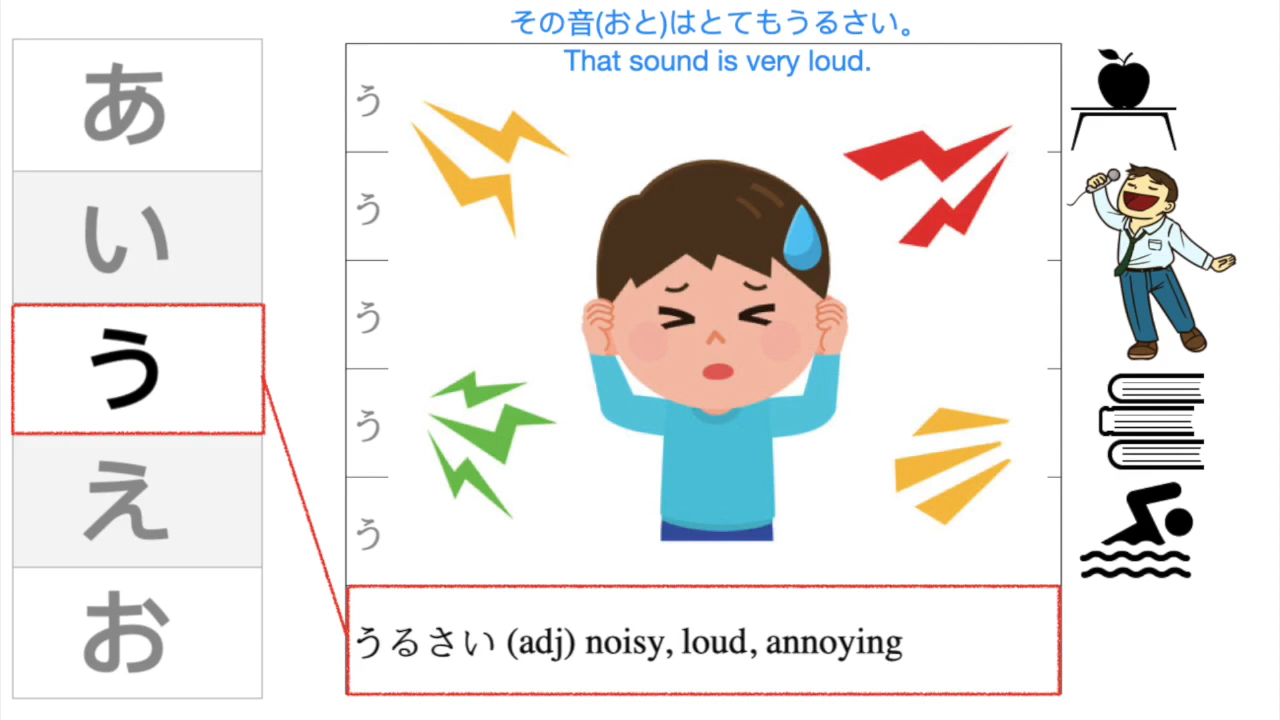 その音(おと)はとてもうるさい。
That sound is very loud.
あ
い
う
え
お
う
う
う
う
う
うるさい (adj) noisy, loud, annoying